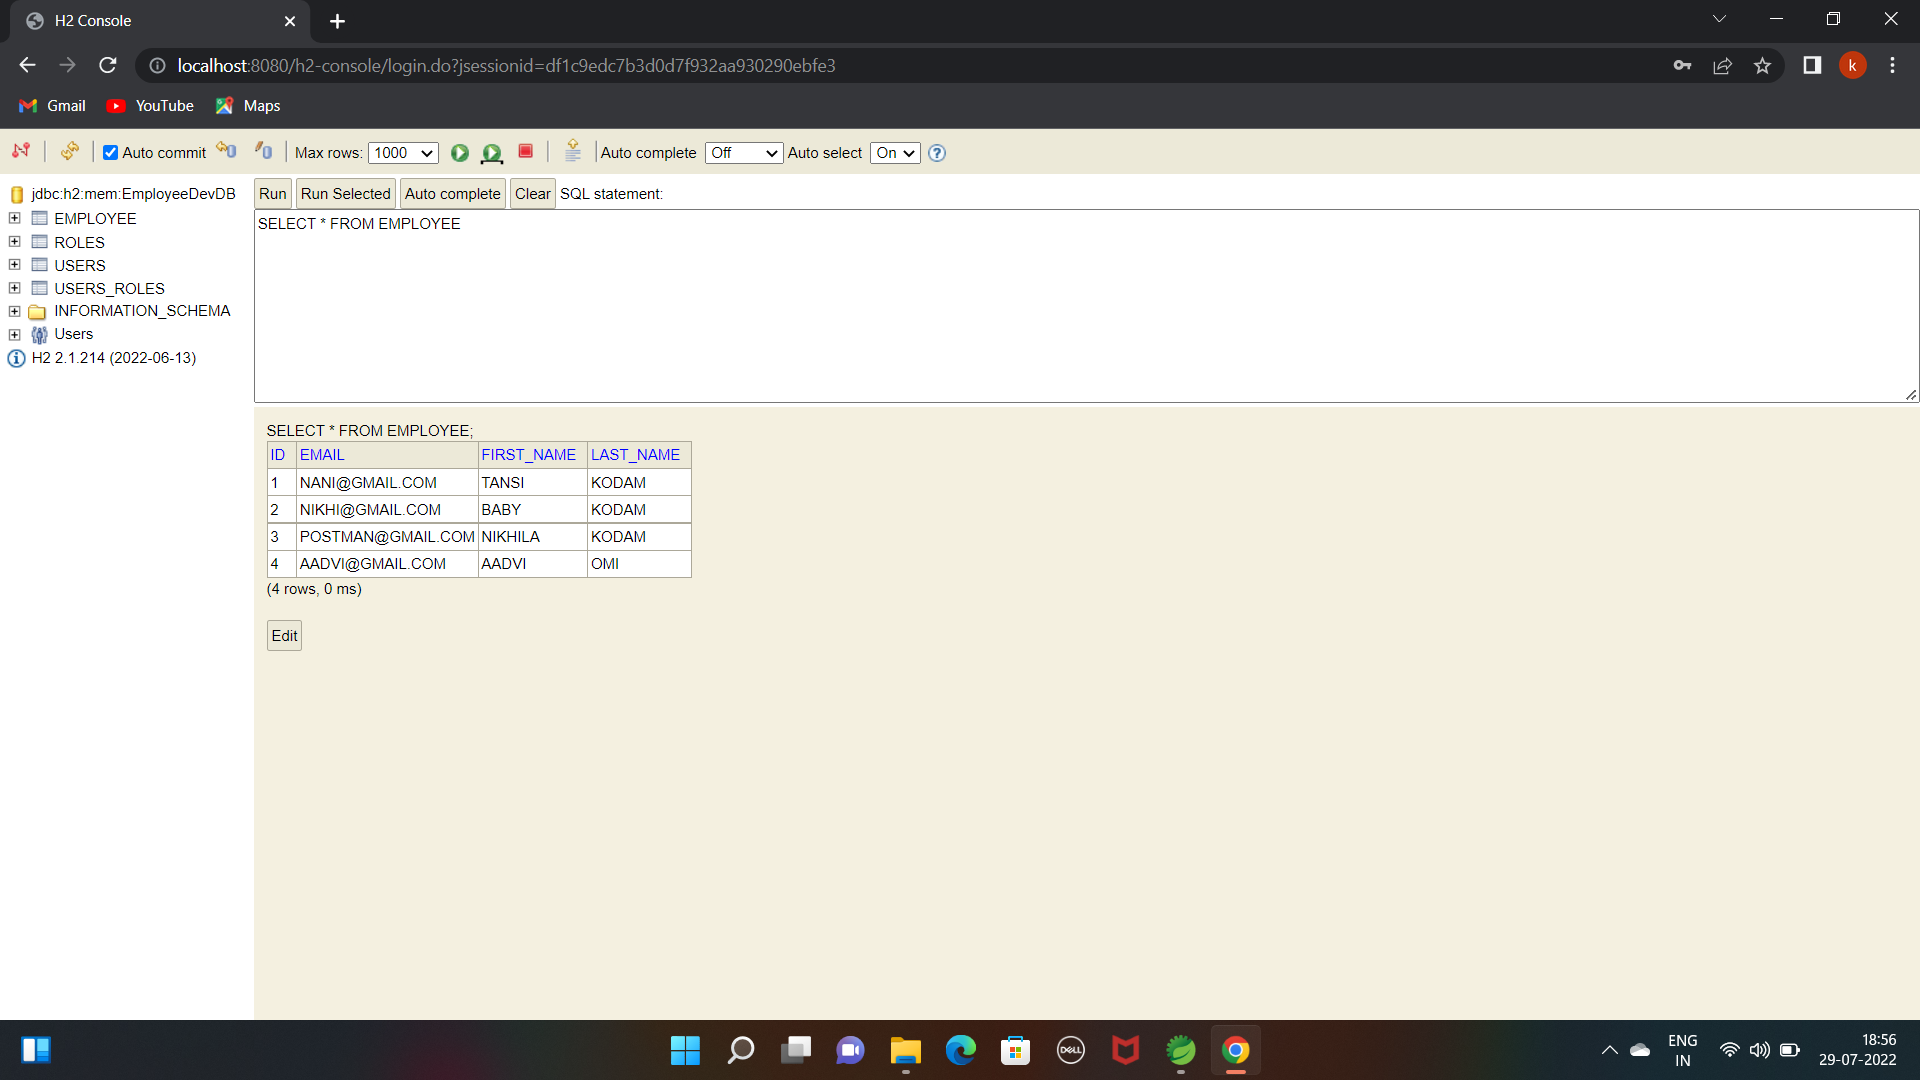 H2 Console
localhost:8080/h2-console/login.do?jsessionid=df1c9edc7b3d0d7f932aa930290ebfe3
k
Gmail YouTube Maps
Auto commit Max rows: 1000 Auto complete Off Auto select On ?
jdbc:h2:mem:EmployeeDevDB
EMPLOYEE
ROLES
USERS
USERS_ROLES
INFORMATION_SCHEMA
Users
H2 2.1.214 (2022-06-13)
Run Run Selected Auto complete Clear SQL statement:
SELECT * FROM EMPLOYEE
SELECT * FROM EMPLOYEE;
ID EMAIL FIRST_NAME LAST_NAME
1 NANI@GMAIL.COM TANSI KODAM
2 NIKHI@GMAIL.COM BABY KODAM
3 POSTMAN@GMAIL.COM NIKHILA KODAM
4 AADVI@GMAIL.COM AADVI OMI
(4 rows, 0 ms)
Edit
DELL
ENG
IN
18:56
29-07-2022